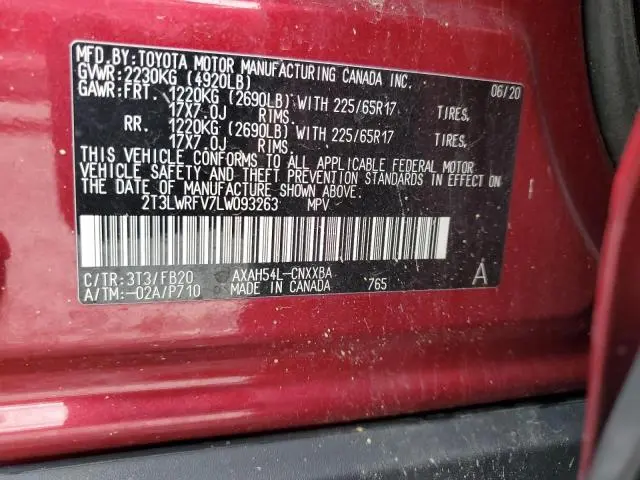 MFD.BY:TOYOTA MOTOR MANUFACTURING CANADA INC.
GVWR:2230KG (4920LB) 06/20
GAWR:FRT. 1220KG (2690LB) WITH 225/65R17 TIRES,
17X7.0J RIMS,
RR. 1220KG (2690LB) WITH 225/65R17 TIRES,
17X7.0J RIMS.
THIS VEHICLE CONFORMS TO ALL APPLICABLE FEDERAL MOTOR
VEHICLE SAFETY AND THEFT PREVENTION STANDARDS IN EFFECT ON
THE DATE OF MANUFACTURE SHOWN ABOVE.
2T3LWRFV7LW093263 MPV
C/TR:3T3/FB20 AXAH54L-CNXXBA
A/TM:-02A/P710 MADE IN CANADA 765 A